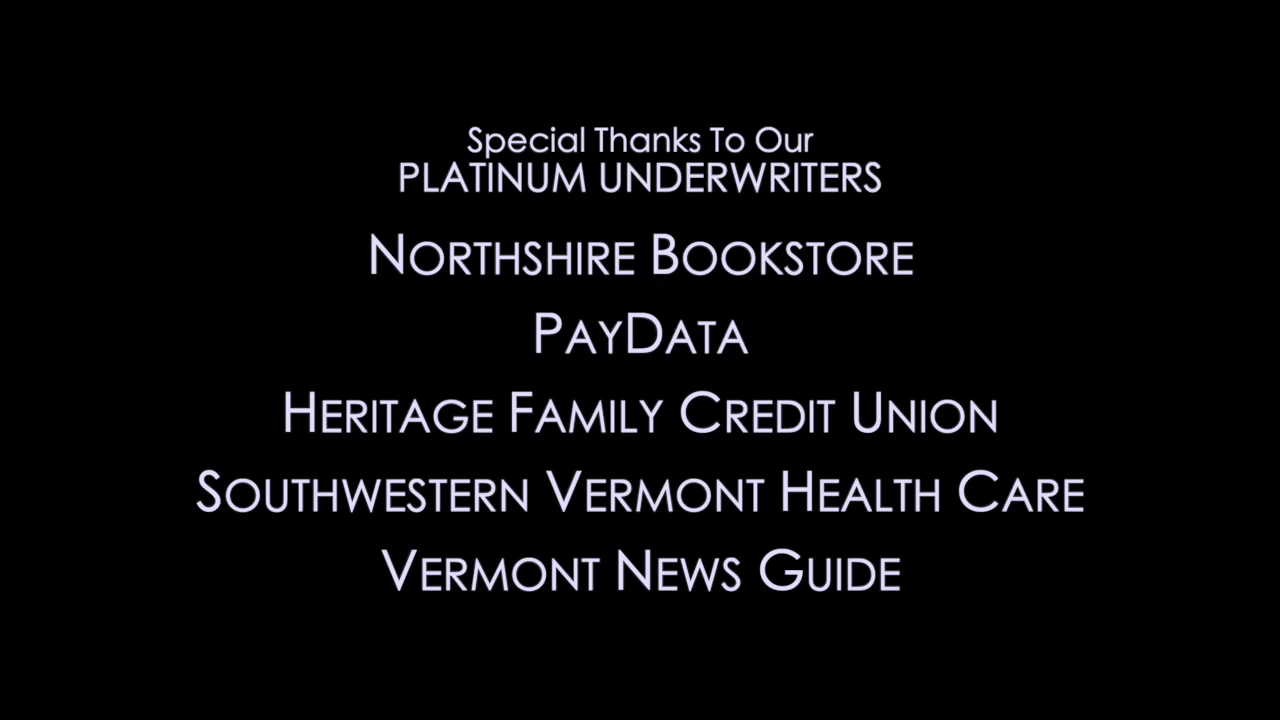 Special Thanks To Our
PLATINUM UNDERWRITERS
NORTHSHIRE BOOKSTORE
PAYDATA
HERITAGE FAMILY CREDIT UNION
SOUTHWESTERN VERMONT HEALTH CARE
VERMONT NEWS GUIDE